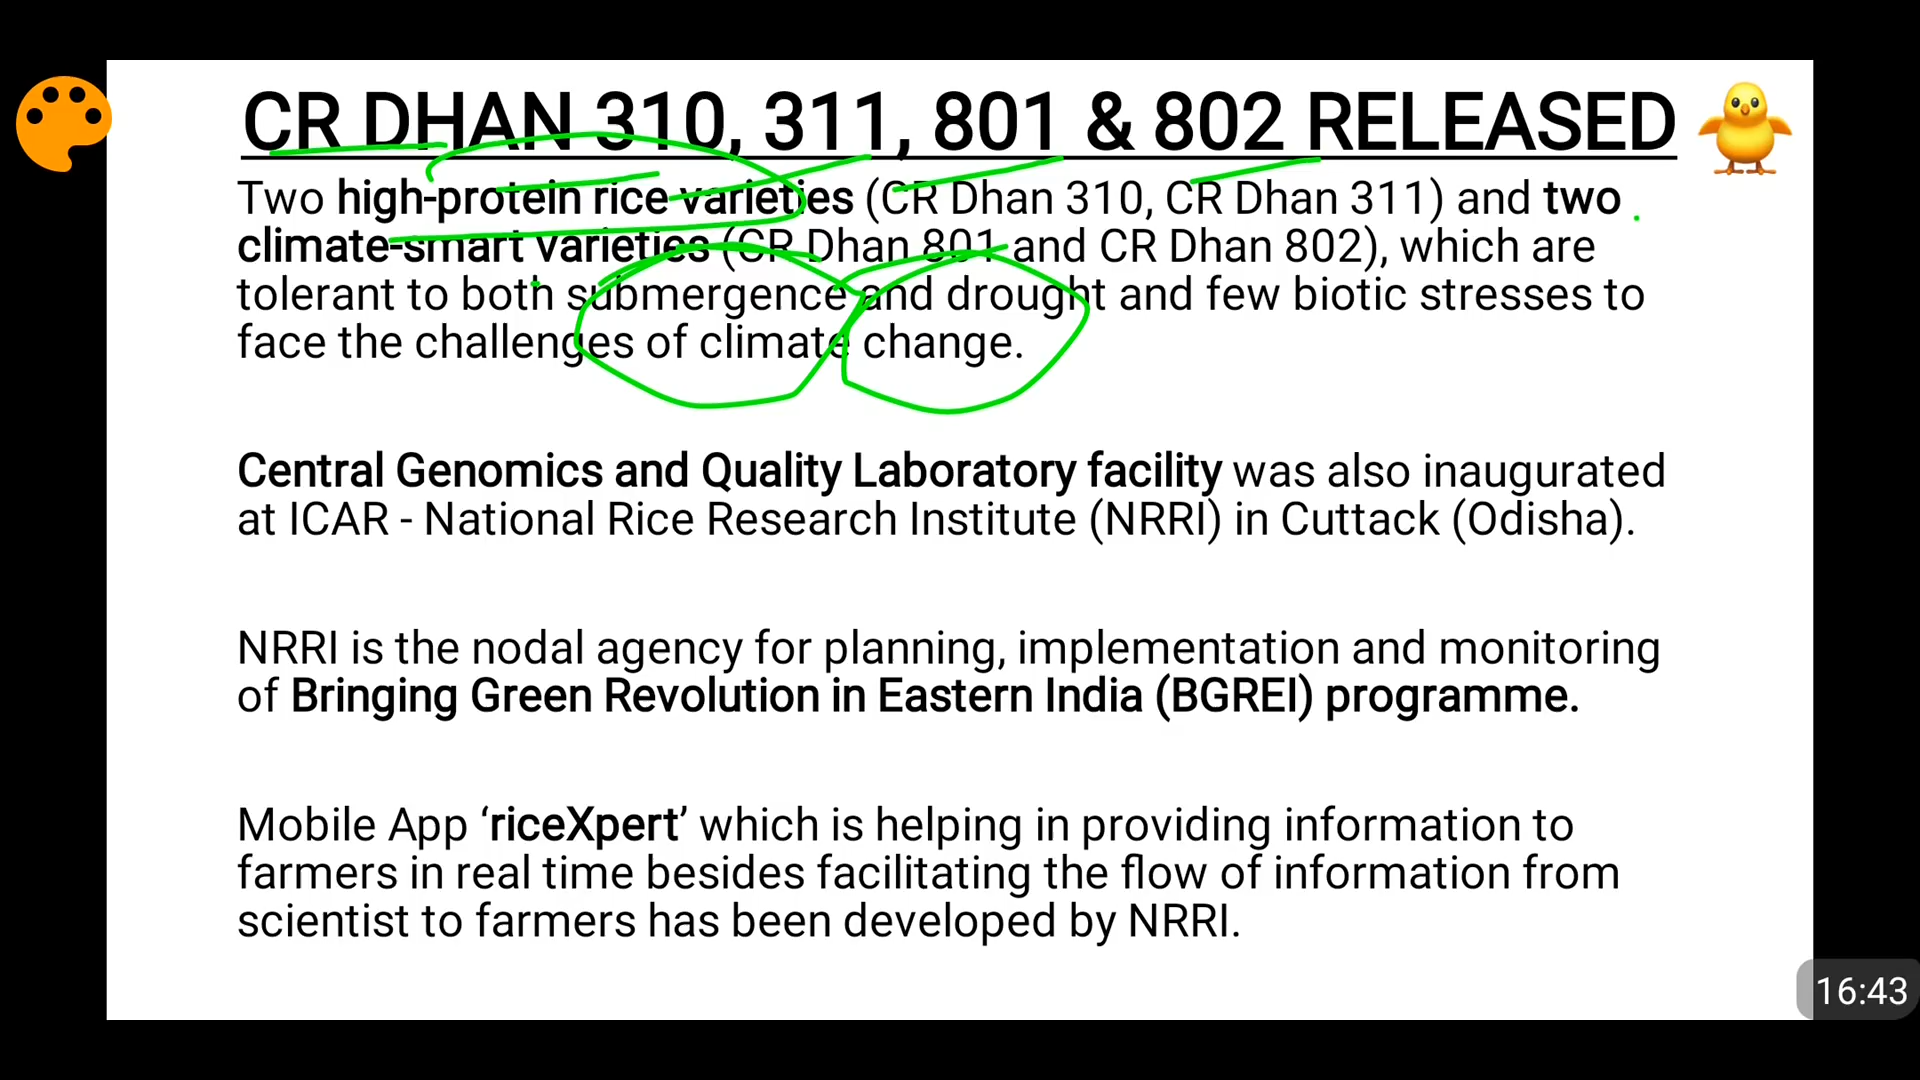 CR DHAN 310, 311, 801 & 802 RELEASED
Two high-protein rice varieties (CR Dhan 310, CR Dhan 311) and two
climate-smart varieties (CR Dhan 801 and CR Dhan 802), which are
tolerant to both submergence and drought and few biotic stresses to
face the challenges of climate change.
Central Genomics and Quality Laboratory facility was also inaugurated
at ICAR - National Rice Research Institute (NRRI) in Cuttack (Odisha).
NRRI is the nodal agency for planning, implementation and monitoring
of Bringing Green Revolution in Eastern India (BGREI) programme.
Mobile App ‘riceXpert’ which is helping in providing information to
farmers in real time besides facilitating the flow of information from
scientist to farmers has been developed by NRRI.
16:43